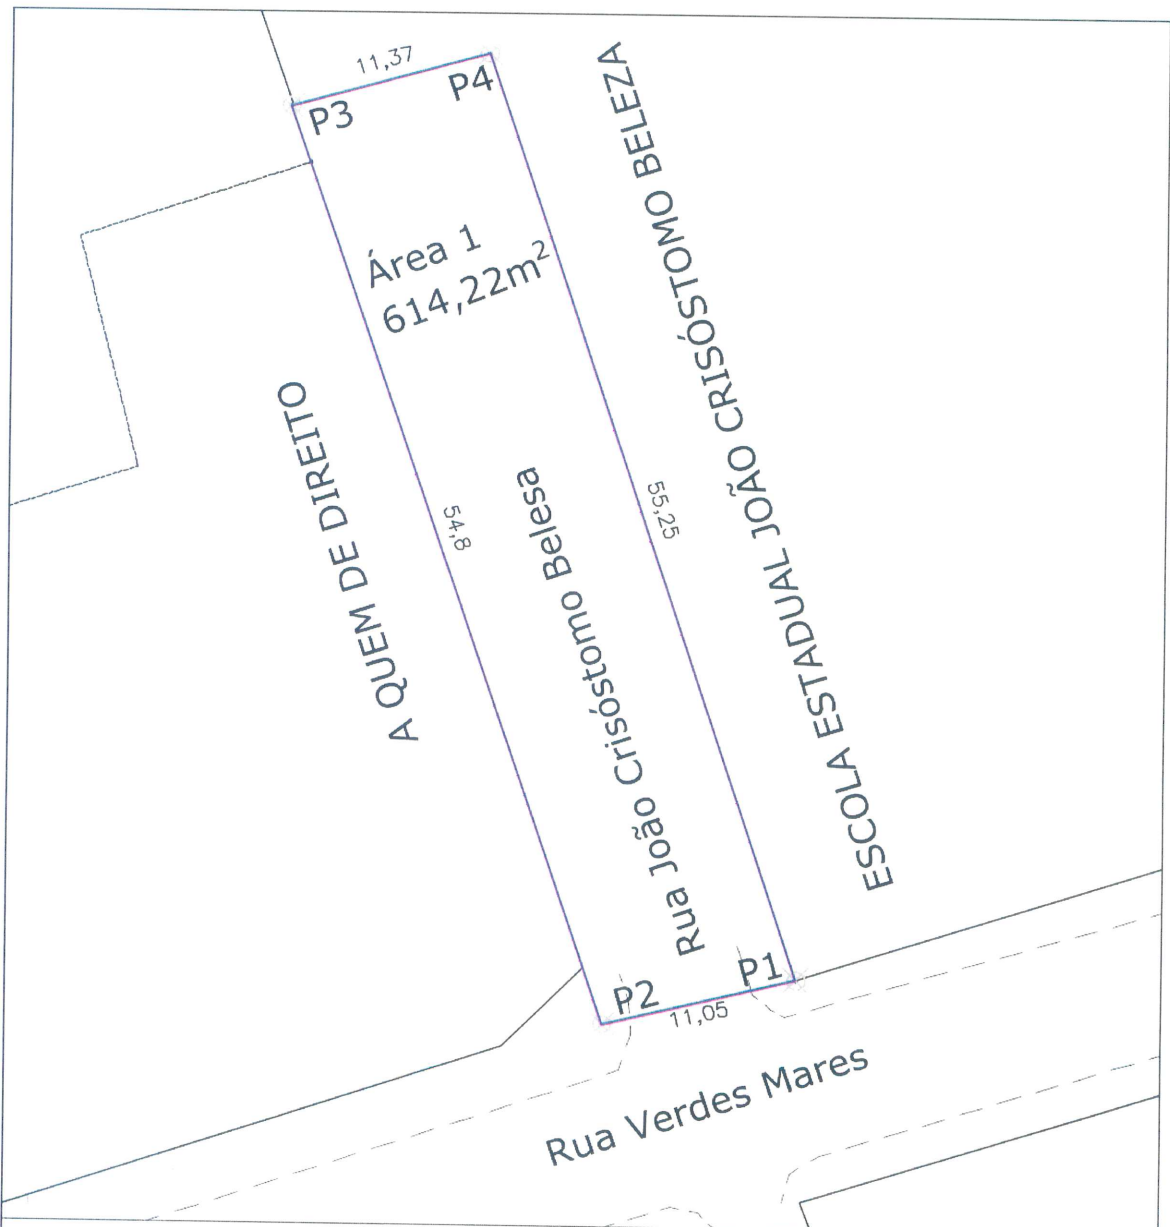 11,37
P4
P3
Área 1
614,22m²
ESCOLA ESTADUAL JOÃO CRISÓSTOMO BELEZA
A QUEM DE DIREITO
54,8
55,25
Rua João Crisóstomo Belesa
P1
P2
11,05
Rua Verdes Mares